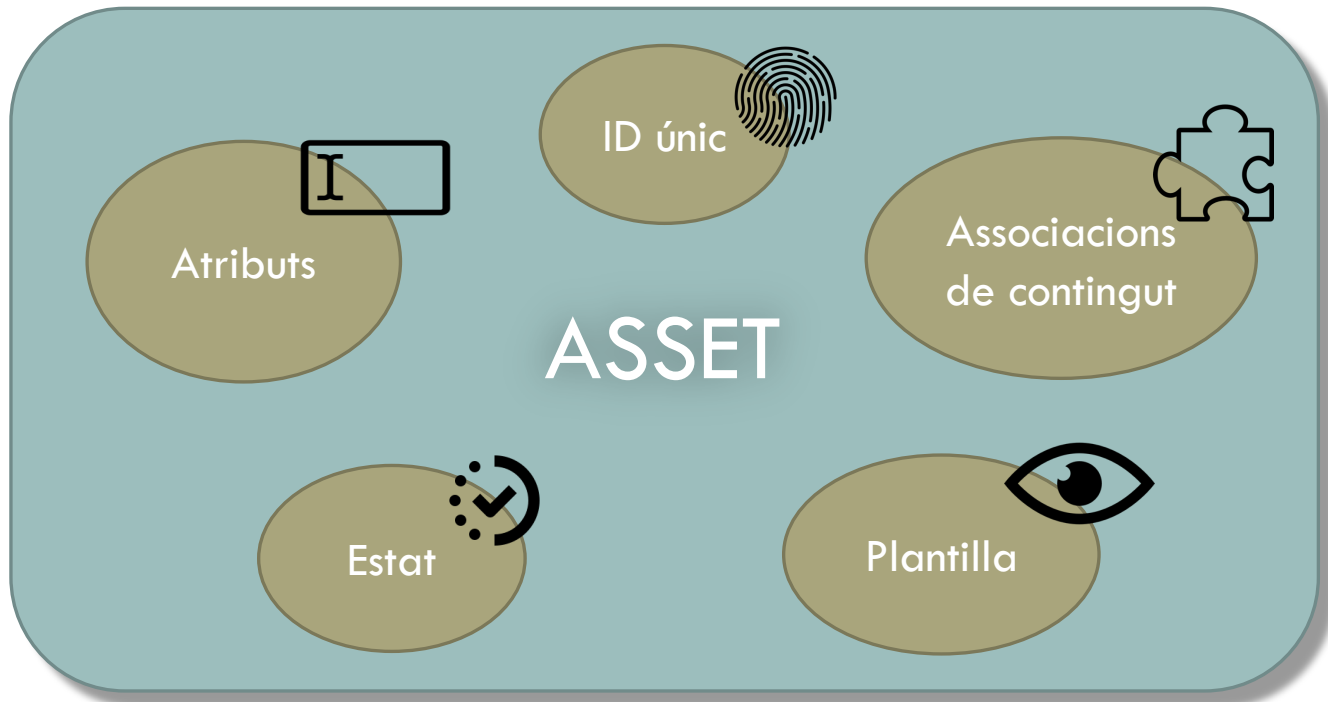 ID únic
Atributs
Associacions
de contingut
ASSET
Estat
Plantilla